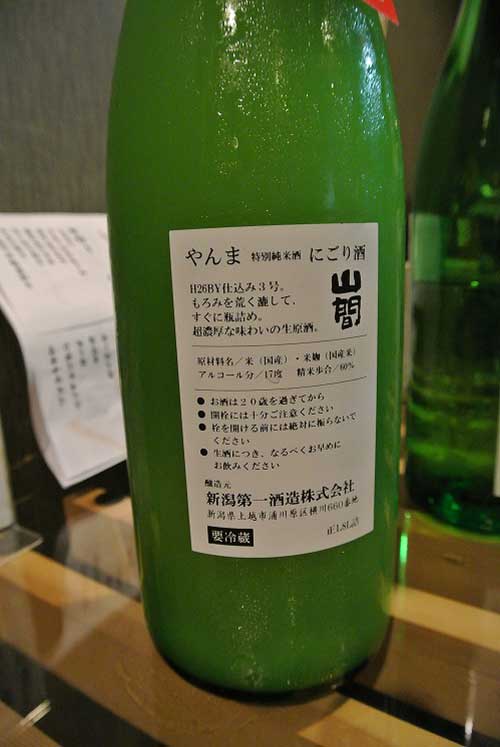 やんま 特別純米酒 にごり酒
山間
H26BY仕込み3号。
もろみを荒く漉して、
すぐに瓶詰め。
超濃厚な味わいの生原酒。
原材料名／米（国産）・米麹（国産米）
アルコール分／17度 精米歩合／60%
● お酒は20歳を過ぎてから
● 開栓には十分ご注意ください
● 栓を開ける前には絶対に振らないで
ください
● 生酒につき、なるべくお早めに
お飲みください
醸造元
新潟第一酒造株式会社
新潟県上越市浦川原区横川660番地
要冷蔵
正1.8L詰